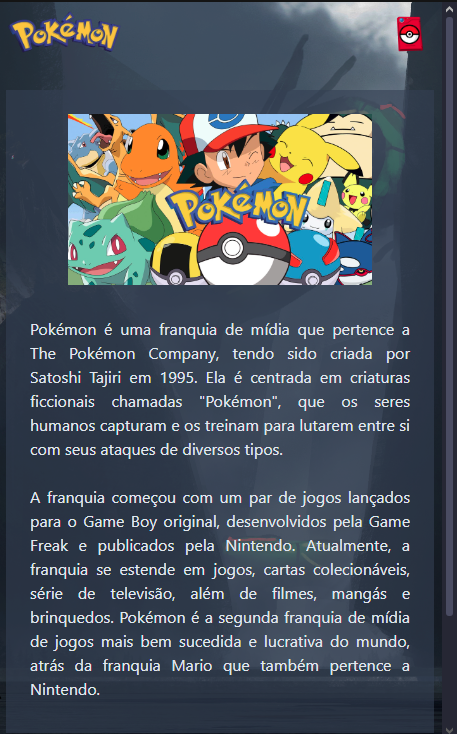 POKéMON
POKéMON
Pokémon é uma franquia de mídia que pertence a
The Pokémon Company, tendo sido criada por
Satoshi Tajiri em 1995. Ela é centrada em criaturas
ficcionais chamadas "Pokémon", que os seres
humanos capturam e os treinam para lutarem entre si
com seus ataques de diversos tipos.
A franquia começou com um par de jogos lançados
para o Game Boy original, desenvolvidos pela Game
Freak e publicados pela Nintendo. Atualmente, a
franquia se estende em jogos, cartas colecionáveis,
série de televisão, além de filmes, mangás e
brinquedos. Pokémon é a segunda franquia de mídia
de jogos mais bem sucedida e lucrativa do mundo,
atrás da franquia Mario que também pertence a
Nintendo.